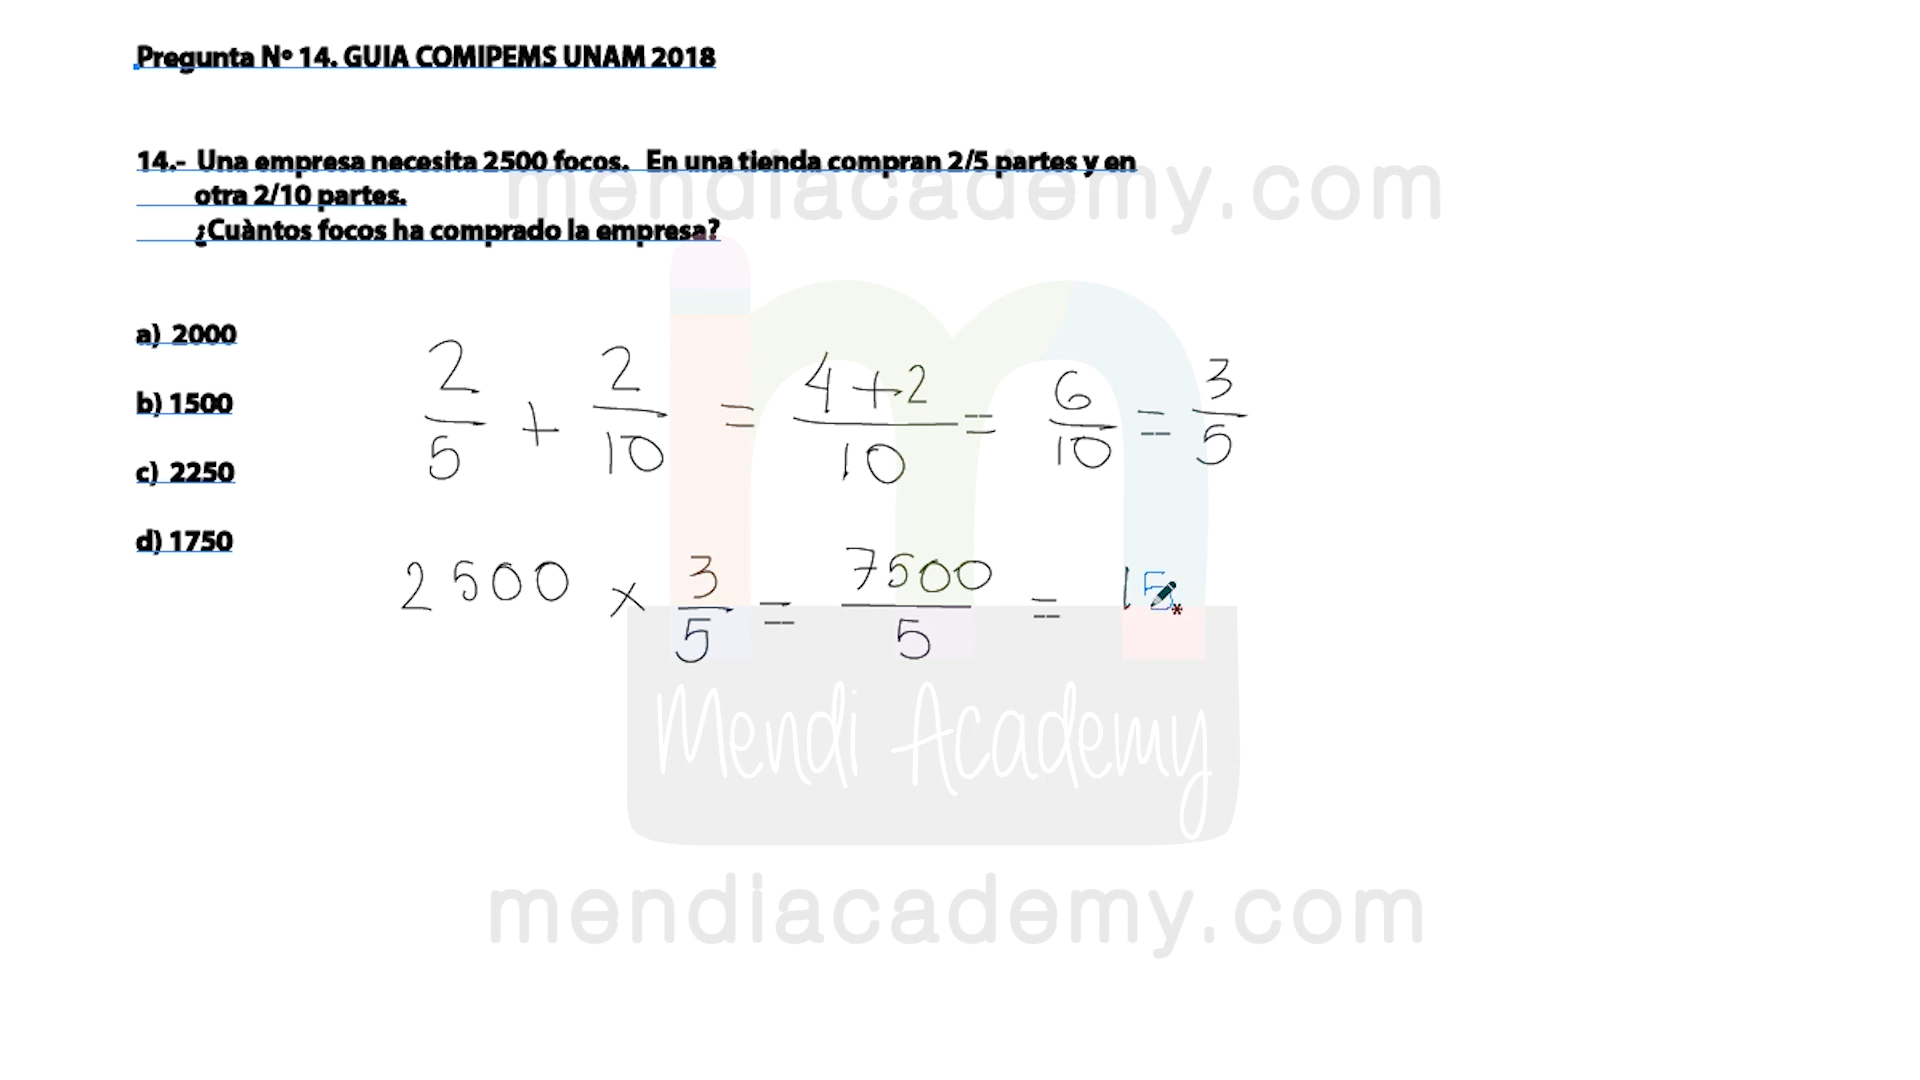 Pregunta Nº 14. GUIA COMIPEMS UNAM 2018
14.- Una empresa necesita 2500 focos. En una tienda compran 2/5 partes y en
otra 2/10 partes.
¿Cuàntos focos ha comprado la empresa?
a) 2000
b) 1500
c) 2250
d) 1750
2/5 + 2/10 = 4+2/10 = 6/10 = 3/5
2500 x 3/5 = 7500/5 = 15
mendiacademy.com
Mendi Academy
mendiacademy.com